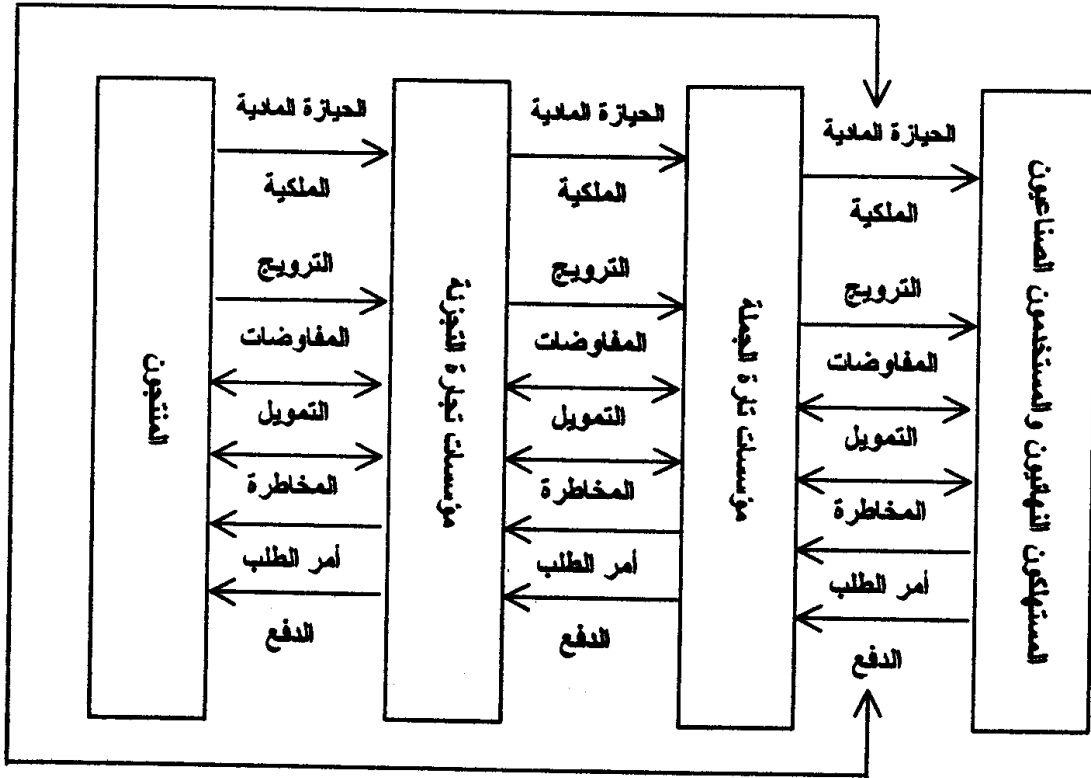 المنتجون
الحيازة المادية
الملكية
الترويج
المفاوضات
التمويل
المخاطرة
أمر الطلب
الدفع
مؤسسات تجارة التجزئة
الحيازة المادية
الملكية
الترويج
المفاوضات
التمويل
المخاطرة
أمر الطلب
الدفع
مؤسسات تارة الجملة
الحيازة المادية
الملكية
الترويج
المفاوضات
التمويل
المخاطرة
أمر الطلب
الدفع
المستهلكون النهائيون والمستخدمون الصناعيون